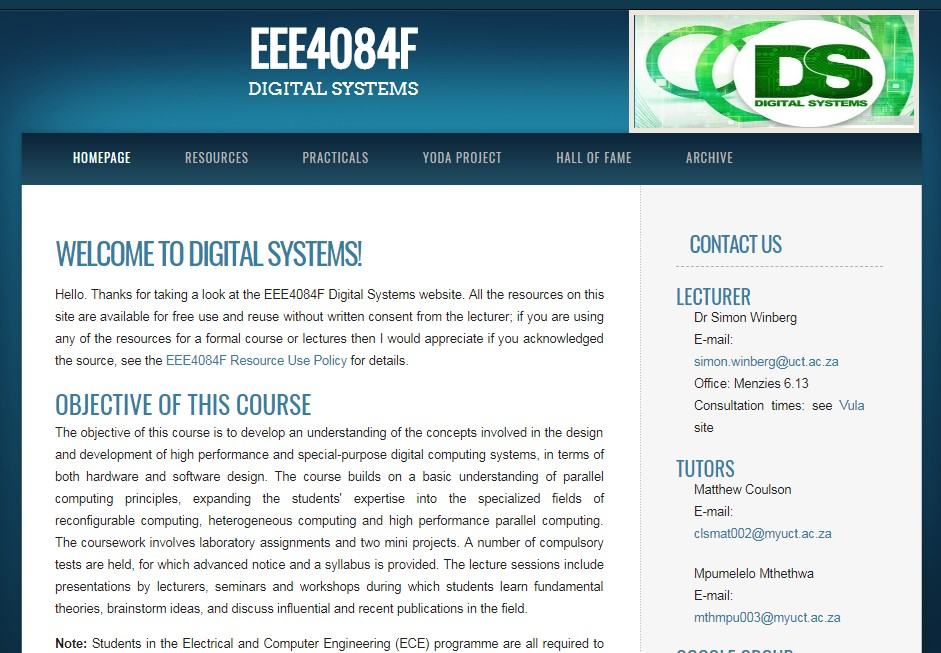 EEE4084F
DIGITAL SYSTEMS
DS
DIGITAL SYSTEMS
HOMEPAGE RESOURCES PRACTICALS YODA PROJECT HALL OF FAME ARCHIVE
WELCOME TO DIGITAL SYSTEMS!
Hello. Thanks for taking a look at the EEE4084F Digital Systems website. All the resources on this
site are available for free use and reuse without written consent from the lecturer; if you are using
any of the resources for a formal course or lectures then I would appreciate if you acknowledged
the source, see the EEE4084F Resource Use Policy for details.
OBJECTIVE OF THIS COURSE
The objective of this course is to develop an understanding of the concepts involved in the design
and development of high performance and special-purpose digital computing systems, in terms of
both hardware and software design. The course builds on a basic understanding of parallel
computing principles, expanding the students' expertise into the specialized fields of
reconfigurable computing, heterogeneous computing and high performance parallel computing.
The coursework involves laboratory assignments and two mini projects. A number of compulsory
tests are held, for which advanced notice and a syllabus is provided. The lecture sessions include
presentations by lecturers, seminars and workshops during which students learn fundamental
theories, brainstorm ideas, and discuss influential and recent publications in the field.
Note: Students in the Electrical and Computer Engineering (ECE) programme are all required to
CONTACT US
LECTURER
Dr Simon Winberg
E-mail:
simon.winberg@uct.ac.za
Office: Menzies 6.13
Consultation times: see Vula
site
TUTORS
Matthew Coulson
E-mail:
clsmat002@myuct.ac.za
Mpumelelo Mthethwa
E-mail:
mthmpu003@myuct.ac.za
GOOGLE GROUP